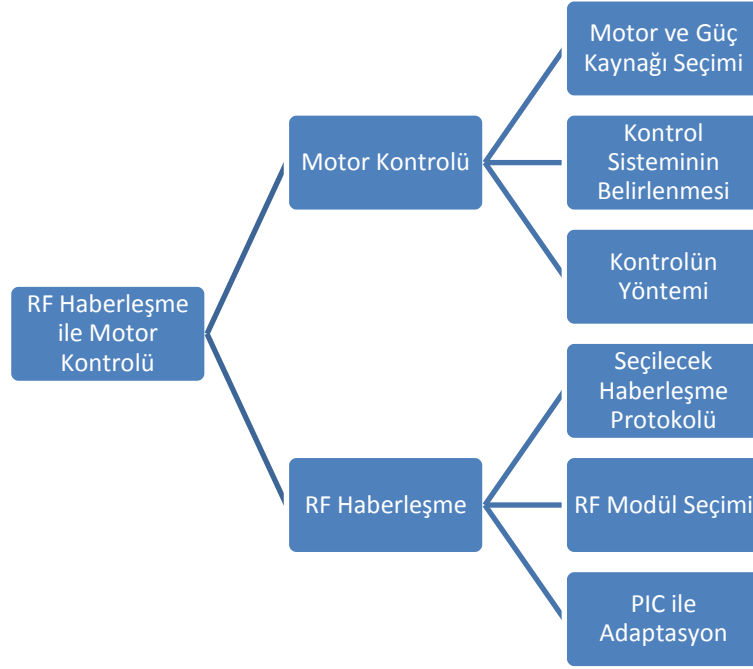 RF Haberleşme
ile Motor
Kontrolü
Motor Kontrolü
Motor ve Güç
Kaynağı Seçimi
Kontrol
Sisteminin
Belirlenmesi
Kontrolün
Yöntemi
RF Haberleşme
Seçilecek
Haberleşme
Protokolü
RF Modül Seçimi
PIC ile
Adaptasyon